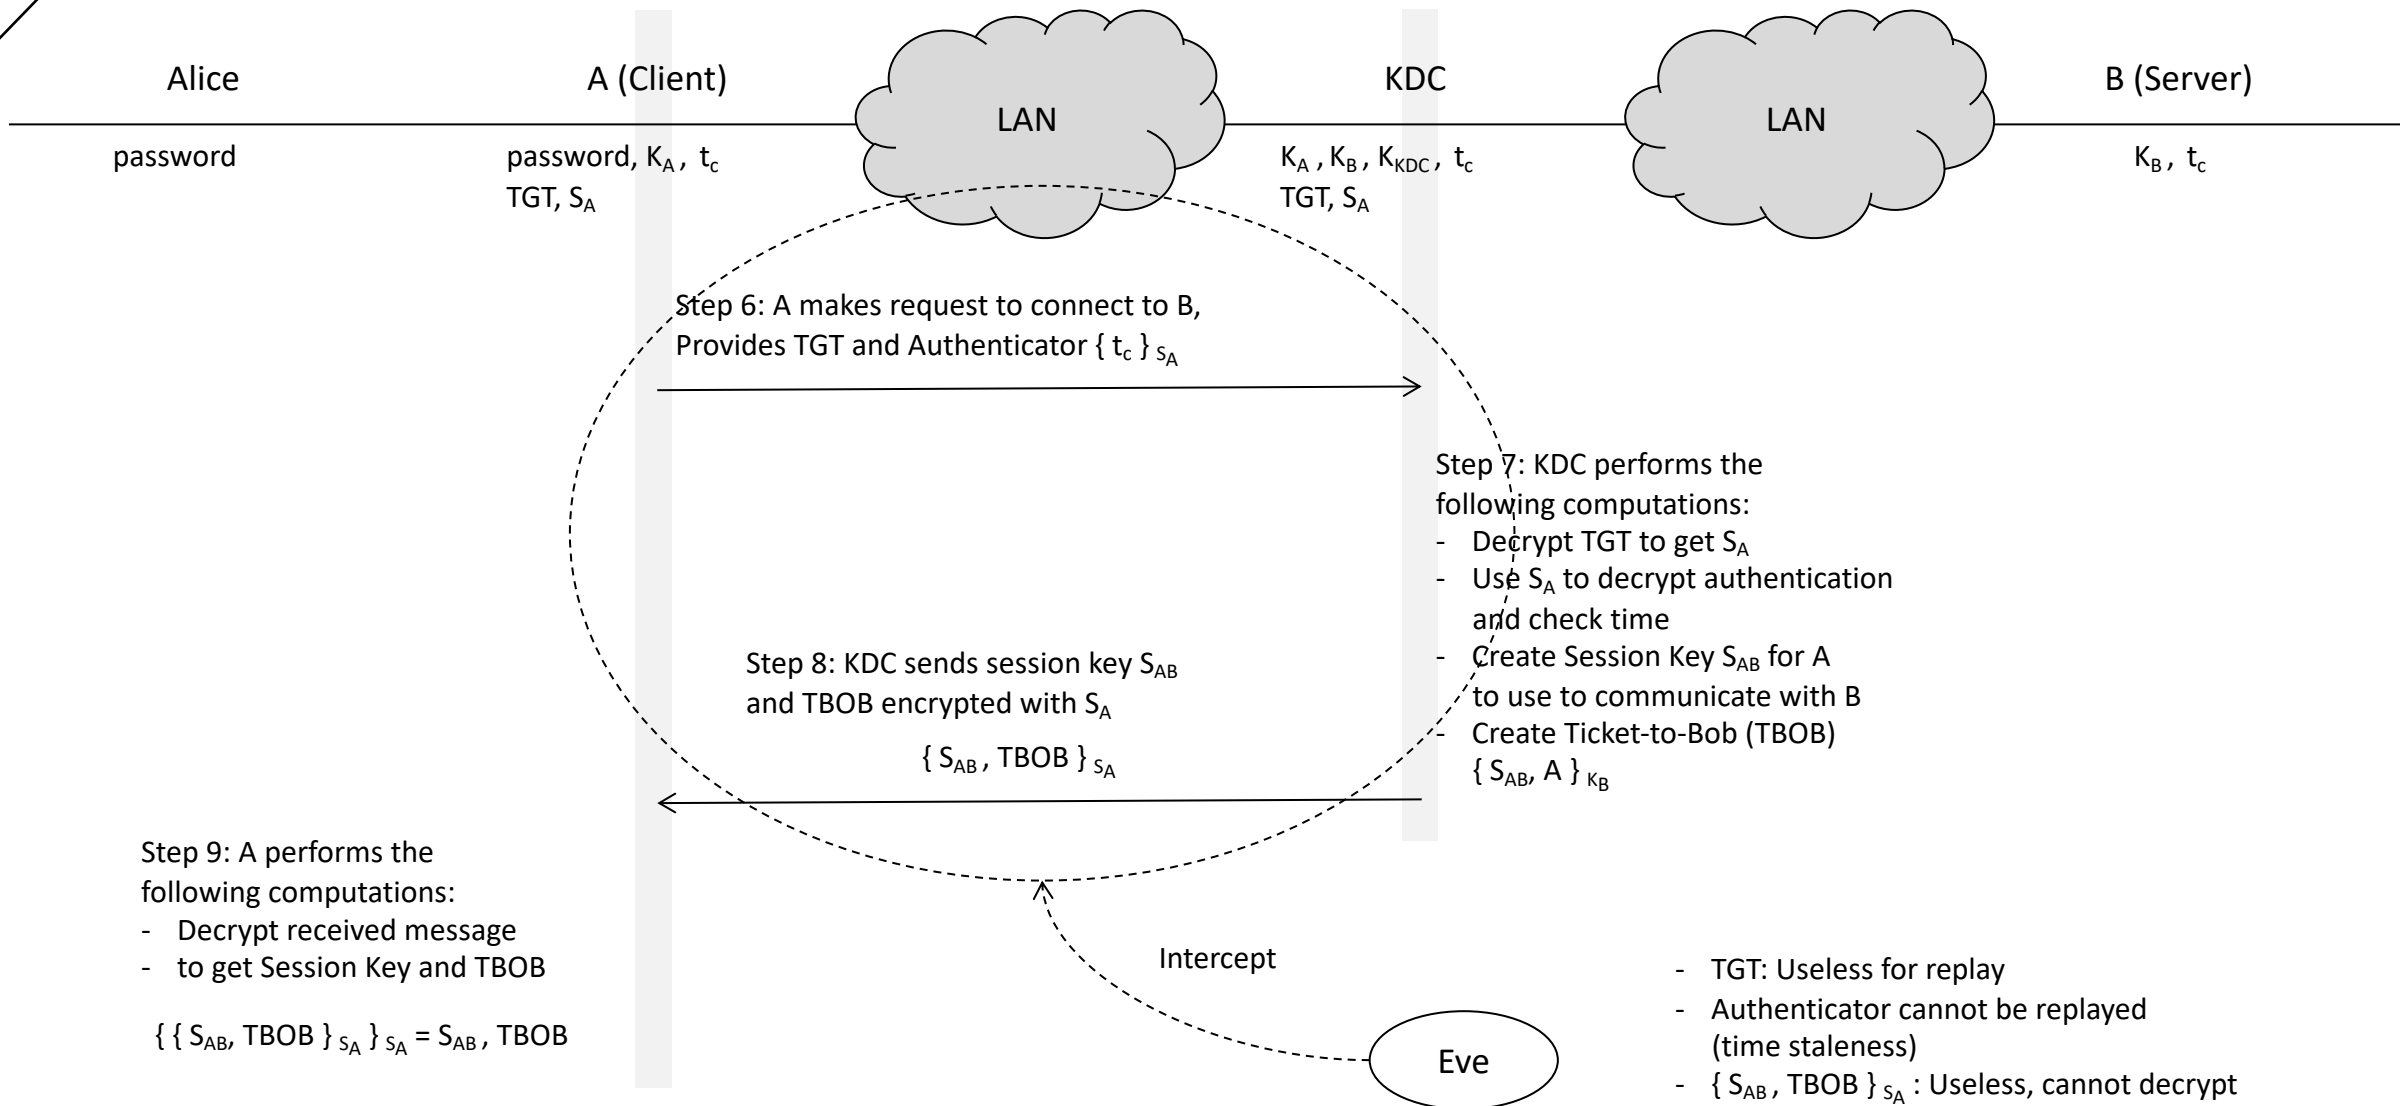 Alice
A (Client)
LAN
KDC
LAN
B (Server)
password
password, K_A , t_c
TGT, S_A
K_A , K_B, K_KDC , t_c
TGT, S_A
K_B , t_c
Step 6: A makes request to connect to B,
Provides TGT and Authenticator { t_c } S_A
Step 7: KDC performs the
following computations:
- Decrypt TGT to get S_A
- Use S_A to decrypt authentication
and check time
- Create Session Key S_AB for A
to use to communicate with B
- Create Ticket-to-Bob (TBOB)
{ S_AB, A } K_B
Step 8: KDC sends session key S_AB
and TBOB encrypted with S_A
{ S_AB , TBOB } S_A
Step 9: A performs the
following computations:
- Decrypt received message
- to get Session Key and TBOB
{ { S_AB, TBOB } S_A } S_A = S_AB , TBOB
Intercept
Eve
- TGT: Useless for replay
- Authenticator cannot be replayed
(time staleness)
- { S_AB , TBOB } S_A : Useless, cannot decrypt